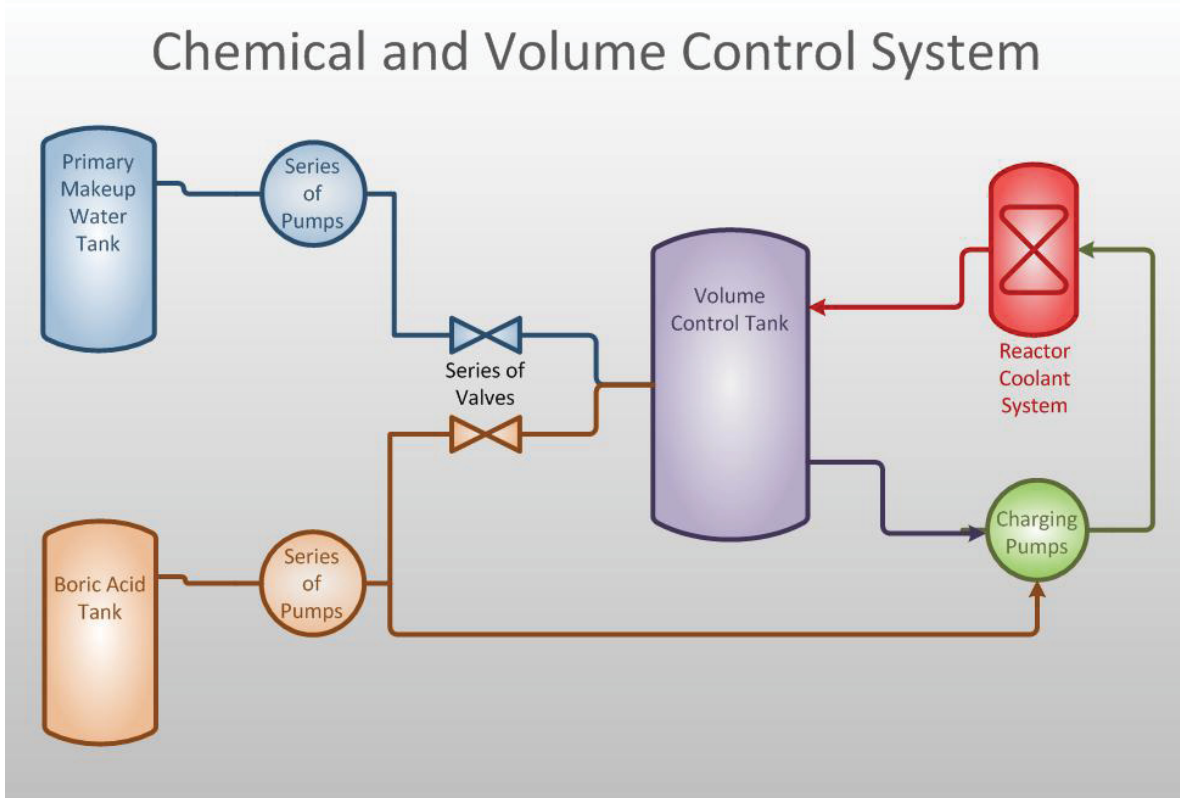 Chemical and Volume Control System
Primary
Makeup
Water
Tank
Series
of
Pumps
Volume
Control Tank
Reactor
Coolant
System
Series of
Valves
Charging
Pumps
Boric Acid
Tank
Series
of
Pumps